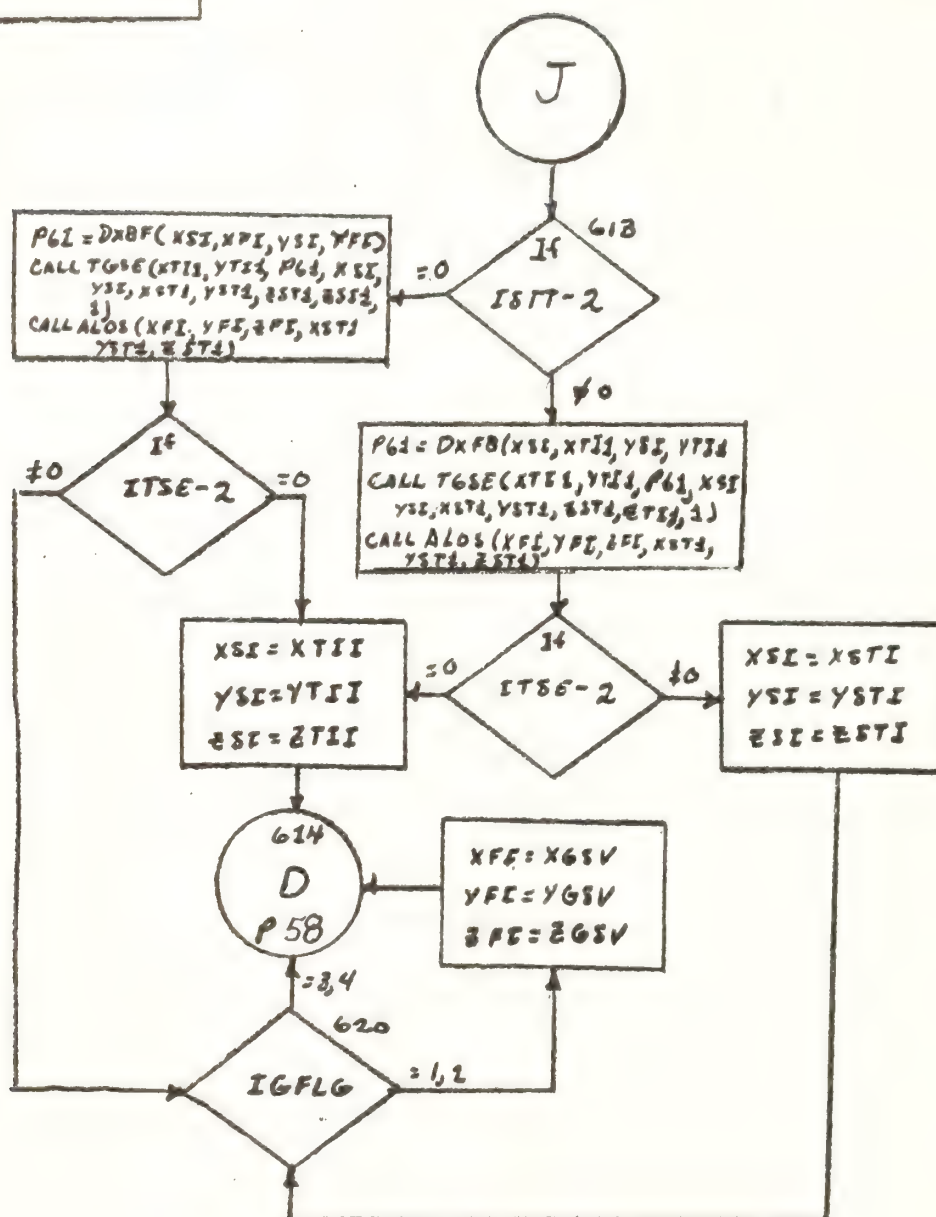 J
613
If
ISTT-2
=0
≠0
P61 = DXBF(XSI, XFI, YSI, YFI)
CALL TGSE(XTI1, YTI1, P61, XSI,
YSI, XST1, YST1, ZST1, ZSI1,
1)
CALL ALOS(XFI, YFI, ZFI, XST1
YST1, ZST1)
P61 = DXFB(XSI, XTI1, YSI, YTI1
CALL TGSE(XTI1, YTI1, P61, XSI
YSI, XST1, YST1, ZST1, ZTI1, 1)
CALL ALOS(XFI, YFI, ZFI, XST1,
YST1, ZST1)
If
ITSE-2
≠0
=0
If
ITSE-2
=0
≠0
XSI = XTII
YSI = YTII
ZSI = ZTII
XSI = XSTI
YSI = YSTI
ZSI = ZSTI
614
D
P 58
XFI = XGSV
YFI = YGSV
ZFI = ZGSV
=3,4
620
IGFLG
=1,2